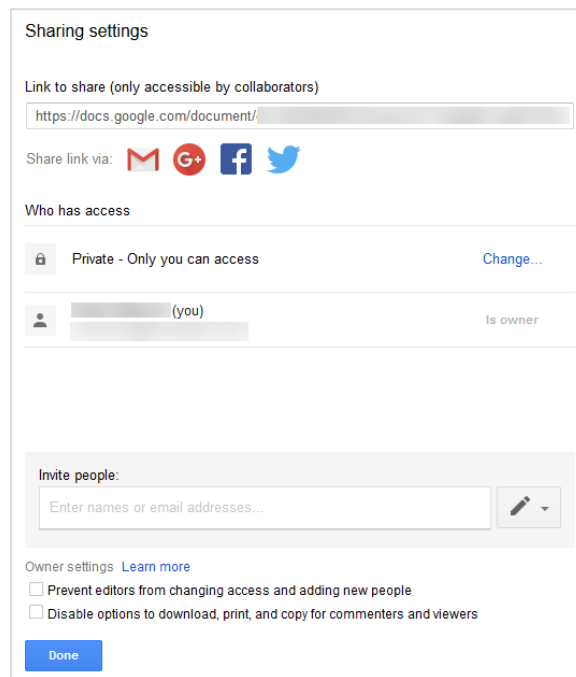 Sharing settings
Link to share (only accessible by collaborators)
https://docs.google.com/document/
Share link via: G+ f
Who has access
Private - Only you can access Change...
(you)
Is owner
Invite people:
Enter names or email addresses...
Owner settings Learn more
Prevent editors from changing access and adding new people
Disable options to download, print, and copy for commenters and viewers
Done